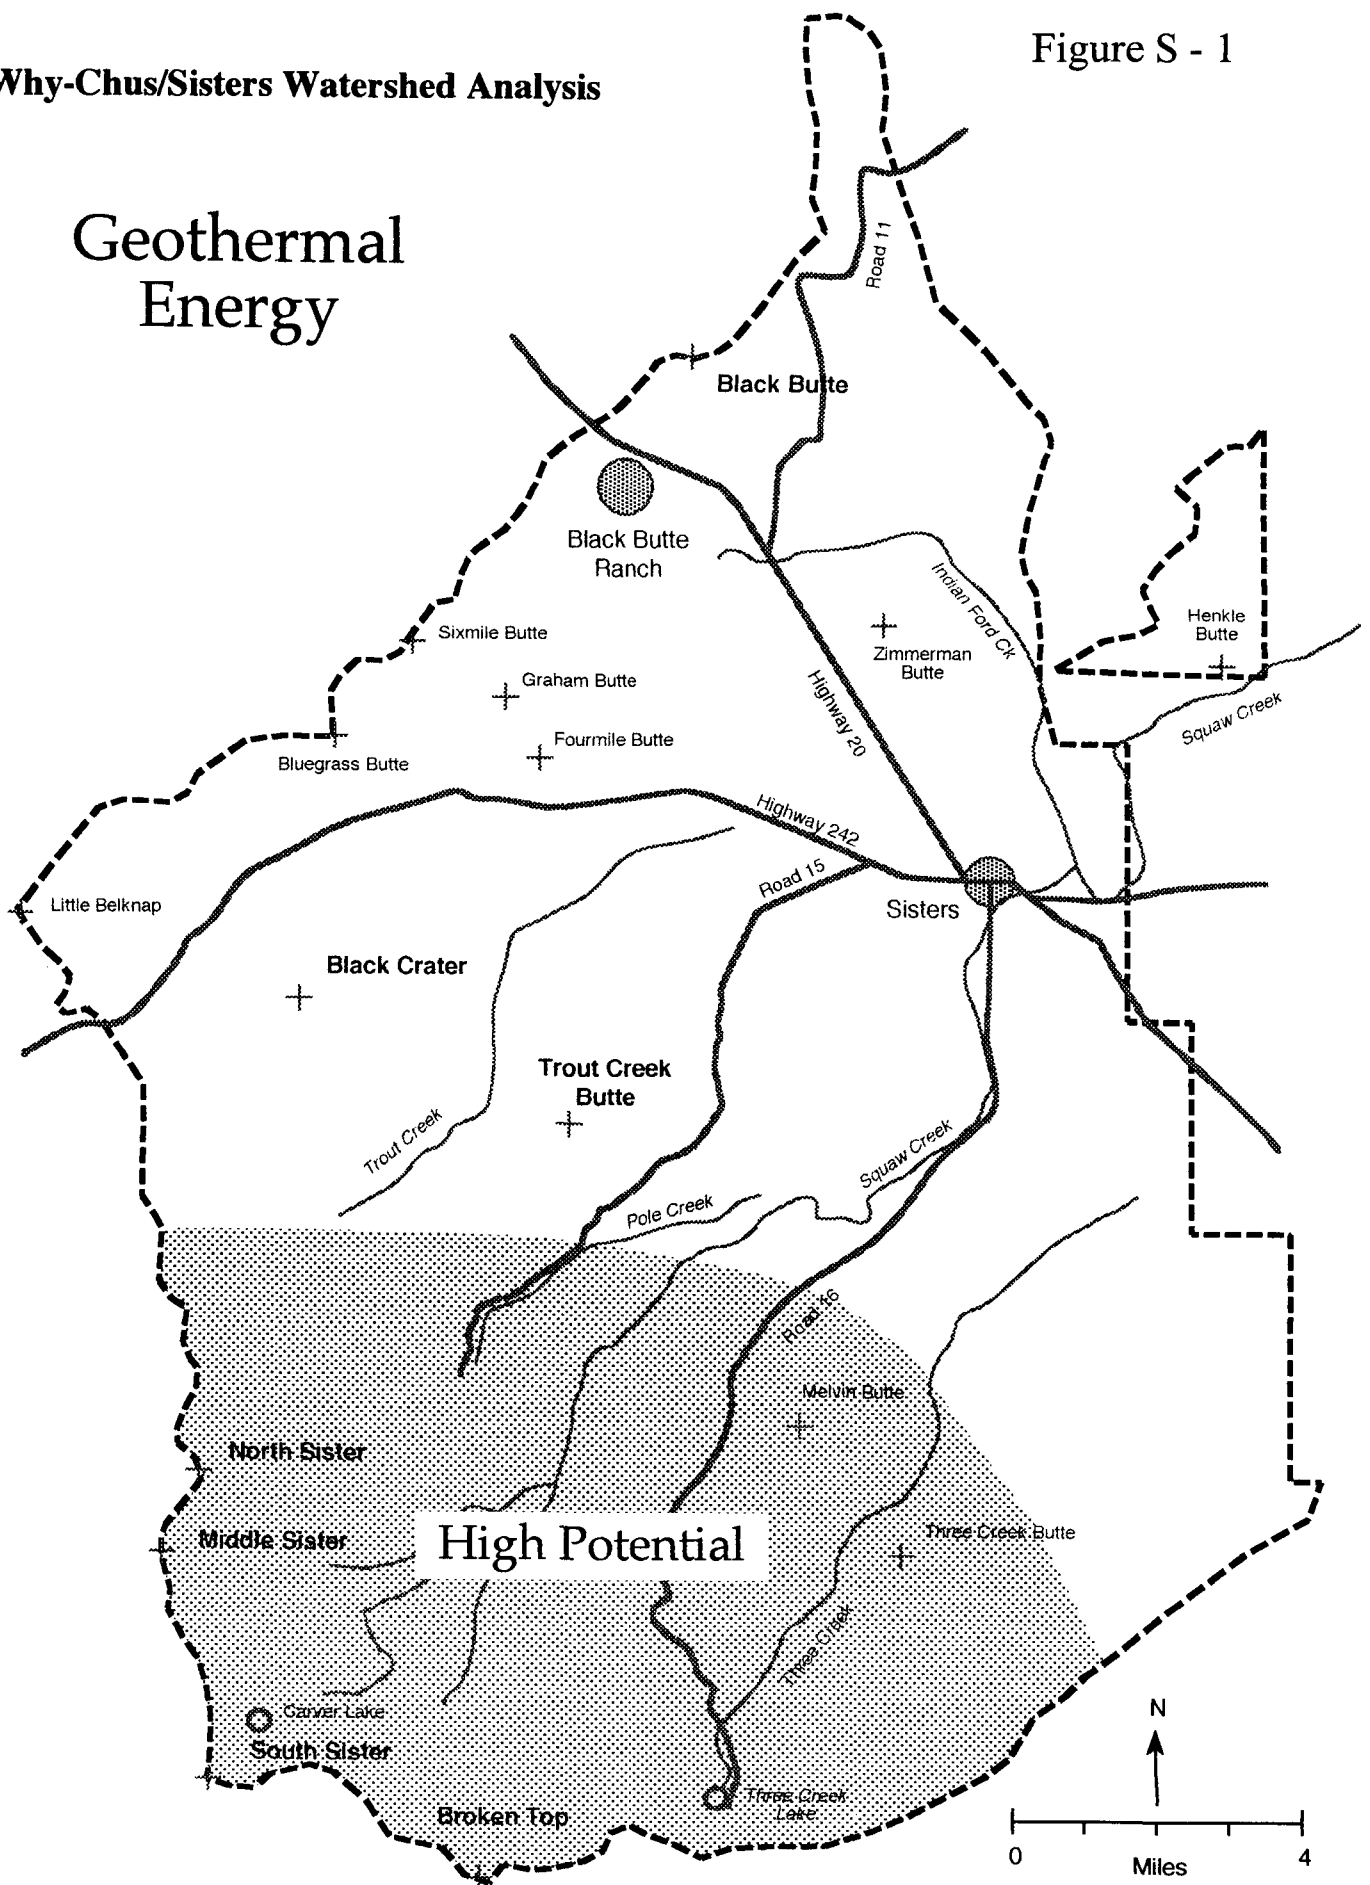 Figure S - 1
Why-Chus/Sisters Watershed Analysis
Geothermal
Energy
Road 11
Black Butte
Black Butte
Ranch
Indian Ford Ck
Henkle
Butte
Sixmile Butte
Zimmerman
Butte
Graham Butte
Highway 20
Squaw Creek
Fourmile Butte
Bluegrass Butte
Highway 242
Road 15
Little Belknap
Sisters
Black Crater
Trout Creek
Butte
Trout Creek
Squaw Creek
Pole Creek
Road 16
Melvin Butte
North Sister
Middle Sister
High Potential
Three Creek Butte
Three Creek
Carver Lake
South Sister
Three Creek
Lake
Broken Top
N
0
4
Miles